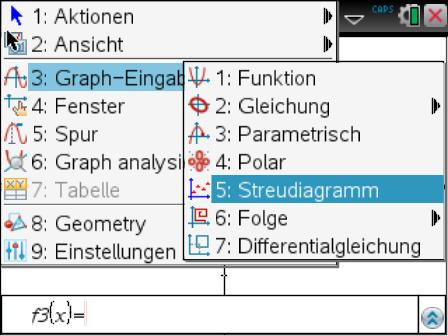 1: Aktionen
CAPS
2: Ansicht
3: Graph-Eingab
1: Funktion
4: Fenster
2: Gleichung
5: Spur
3: Parametrisch
6: Graph analysi
4: Polar
7: Tabelle
5: Streudiagramm
8: Geometry
6: Folge
9: Einstellungen
7: Differentialgleichung
f3(x)=